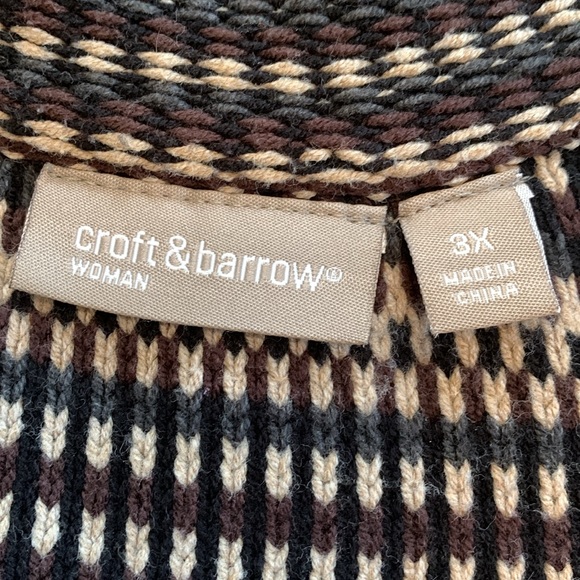 croft & barrow®
WOMAN
3X
MADE IN
CHINA